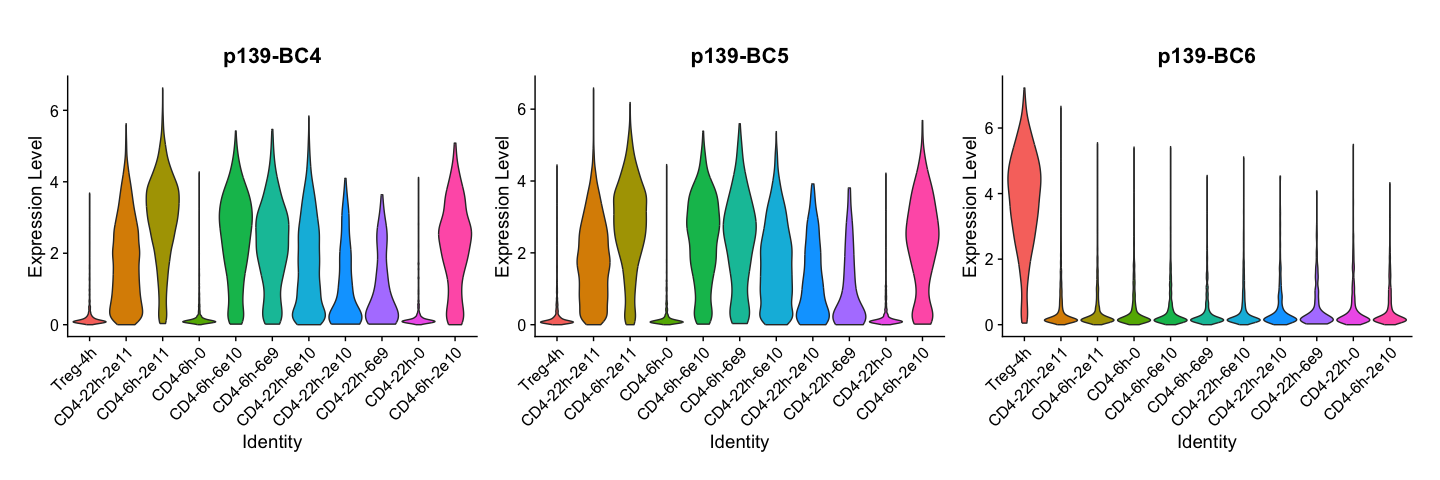 p139-BC4
Expression Level
6
4
2
0
Treg-4h
CD4-22h-2e11
CD4-6h-2e11
CD4-6h-0
CD4-6h-6e10
CD4-6h-6e9
CD4-22h-6e10
CD4-22h-2e10
CD4-22h-6e9
CD4-22h-0
CD4-6h-2e10
Identity
p139-BC5
Expression Level
6
4
2
0
Treg-4h
CD4-22h-2e11
CD4-6h-2e11
CD4-6h-0
CD4-6h-6e10
CD4-6h-6e9
CD4-22h-6e10
CD4-22h-2e10
CD4-22h-6e9
CD4-22h-0
CD4-6h-2e10
Identity
p139-BC6
Expression Level
6
4
2
0
Treg-4h
CD4-22h-2e11
CD4-6h-2e11
CD4-6h-0
CD4-6h-6e10
CD4-6h-6e9
CD4-22h-6e10
CD4-22h-2e10
CD4-22h-6e9
CD4-22h-0
CD4-6h-2e10
Identity